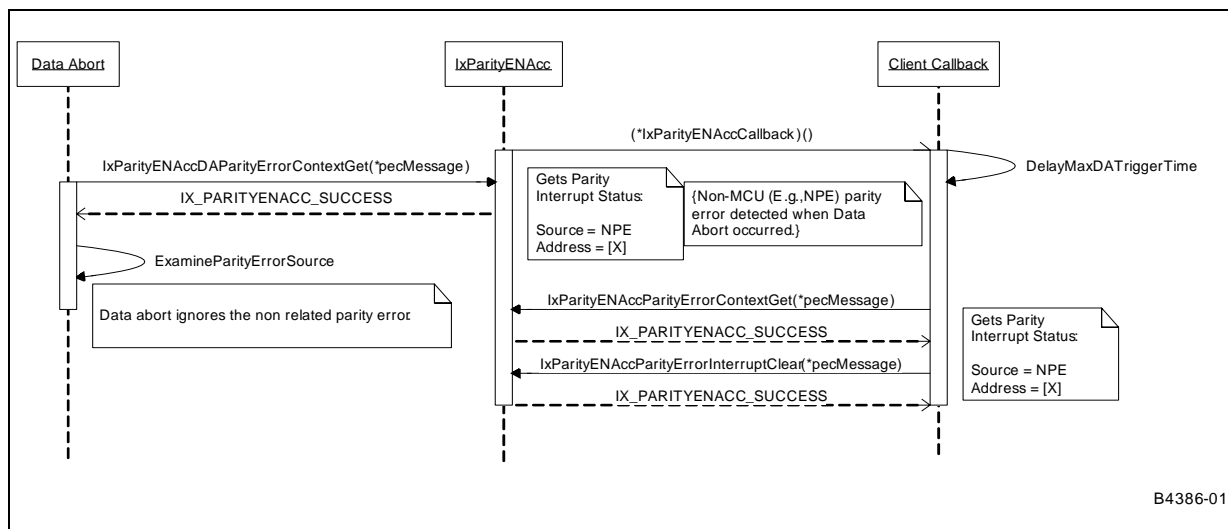 Data Abort
IxParityENAcc
Client Callback
(*IxParityENAccCallback)()
IxParityENAccDAParityErrorContextGet(*pecMessage)
DelayMaxDATriggerTime
Gets Parity
Interrupt Status:
Source = NPE
Address = [X]
{Non-MCU (E.g.,NPE) parity
error detected when Data
Abort occurred.}
IX_PARITYENACC_SUCCESS
ExamineParityErrorSource
Data abort ignores the non related parity error.
IxParityENAccParityErrorContextGet(*pecMessage)
IX_PARITYENACC_SUCCESS
Gets Parity
Interrupt Status:
Source = NPE
Address = [X]
IxParityENAccParityErrorInterruptClear(*pecMessage)
IX_PARITYENACC_SUCCESS
B4386-01